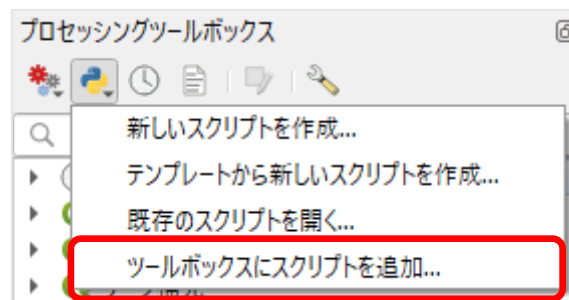 プロセッシングツールボックス
新しいスクリプトを作成...
テンプレートから新しいスクリプトを作成...
既存のスクリプトを開く...
ツールボックスにスクリプトを追加...